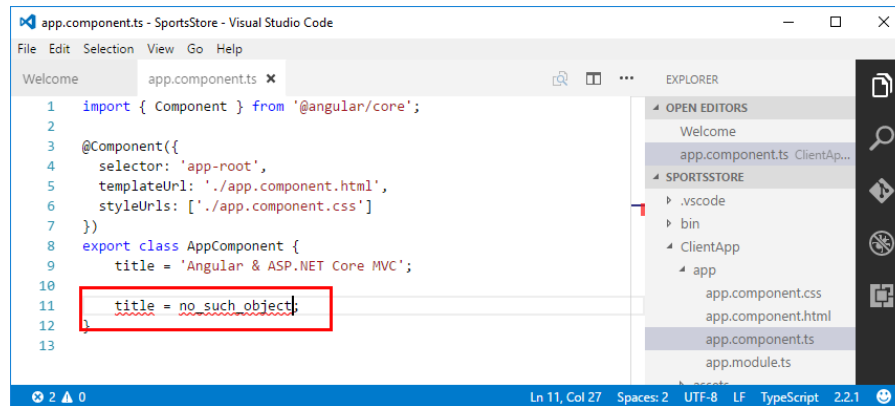 app.component.ts - SportsStore - Visual Studio Code
File Edit Selection View Go Help
Welcome app.component.ts
1 import { Component } from '@angular/core';
2
3 @Component({
4 selector: 'app-root',
5 templateUrl: './app.component.html',
6 styleUrls: ['./app.component.css']
7 })
8 export class AppComponent {
9 title = 'Angular & ASP.NET Core MVC';
10
11 title = no_such_object;
12 }
13
EXPLORER
OPEN EDITORS
Welcome
app.component.ts ClientAp...
SPORTSSTORE
.vscode
bin
ClientApp
app
app.component.css
app.component.html
app.component.ts
app.module.ts
2 0 Ln 11, Col 27 Spaces: 2 UTF-8 LF TypeScript 2.2.1